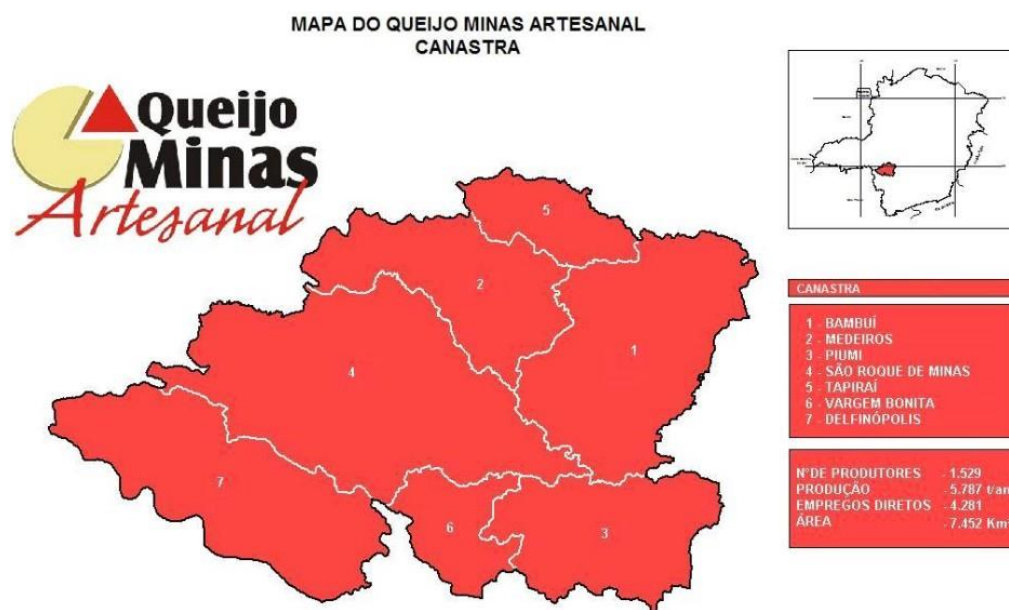 MAPA DO QUEIJO MINAS ARTESANAL
CANASTRA
Queijo
Minas
Artesanal
5
2
1
4
7
6
3
CANASTRA
1 - BAMBUÍ
2 - MEDEIROS
3 - PIUMI
4 - SÃO ROQUE DE MINAS
5 - TAPIRAÍ
6 - VARGEM BONITA
7 - DELFINÓPOLIS
N°DE PRODUTORES - 1.529
PRODUÇÃO - 5.787 t/an
EMPREGOS DIRETOS - 4.281
ÁREA - 7.452 Km²